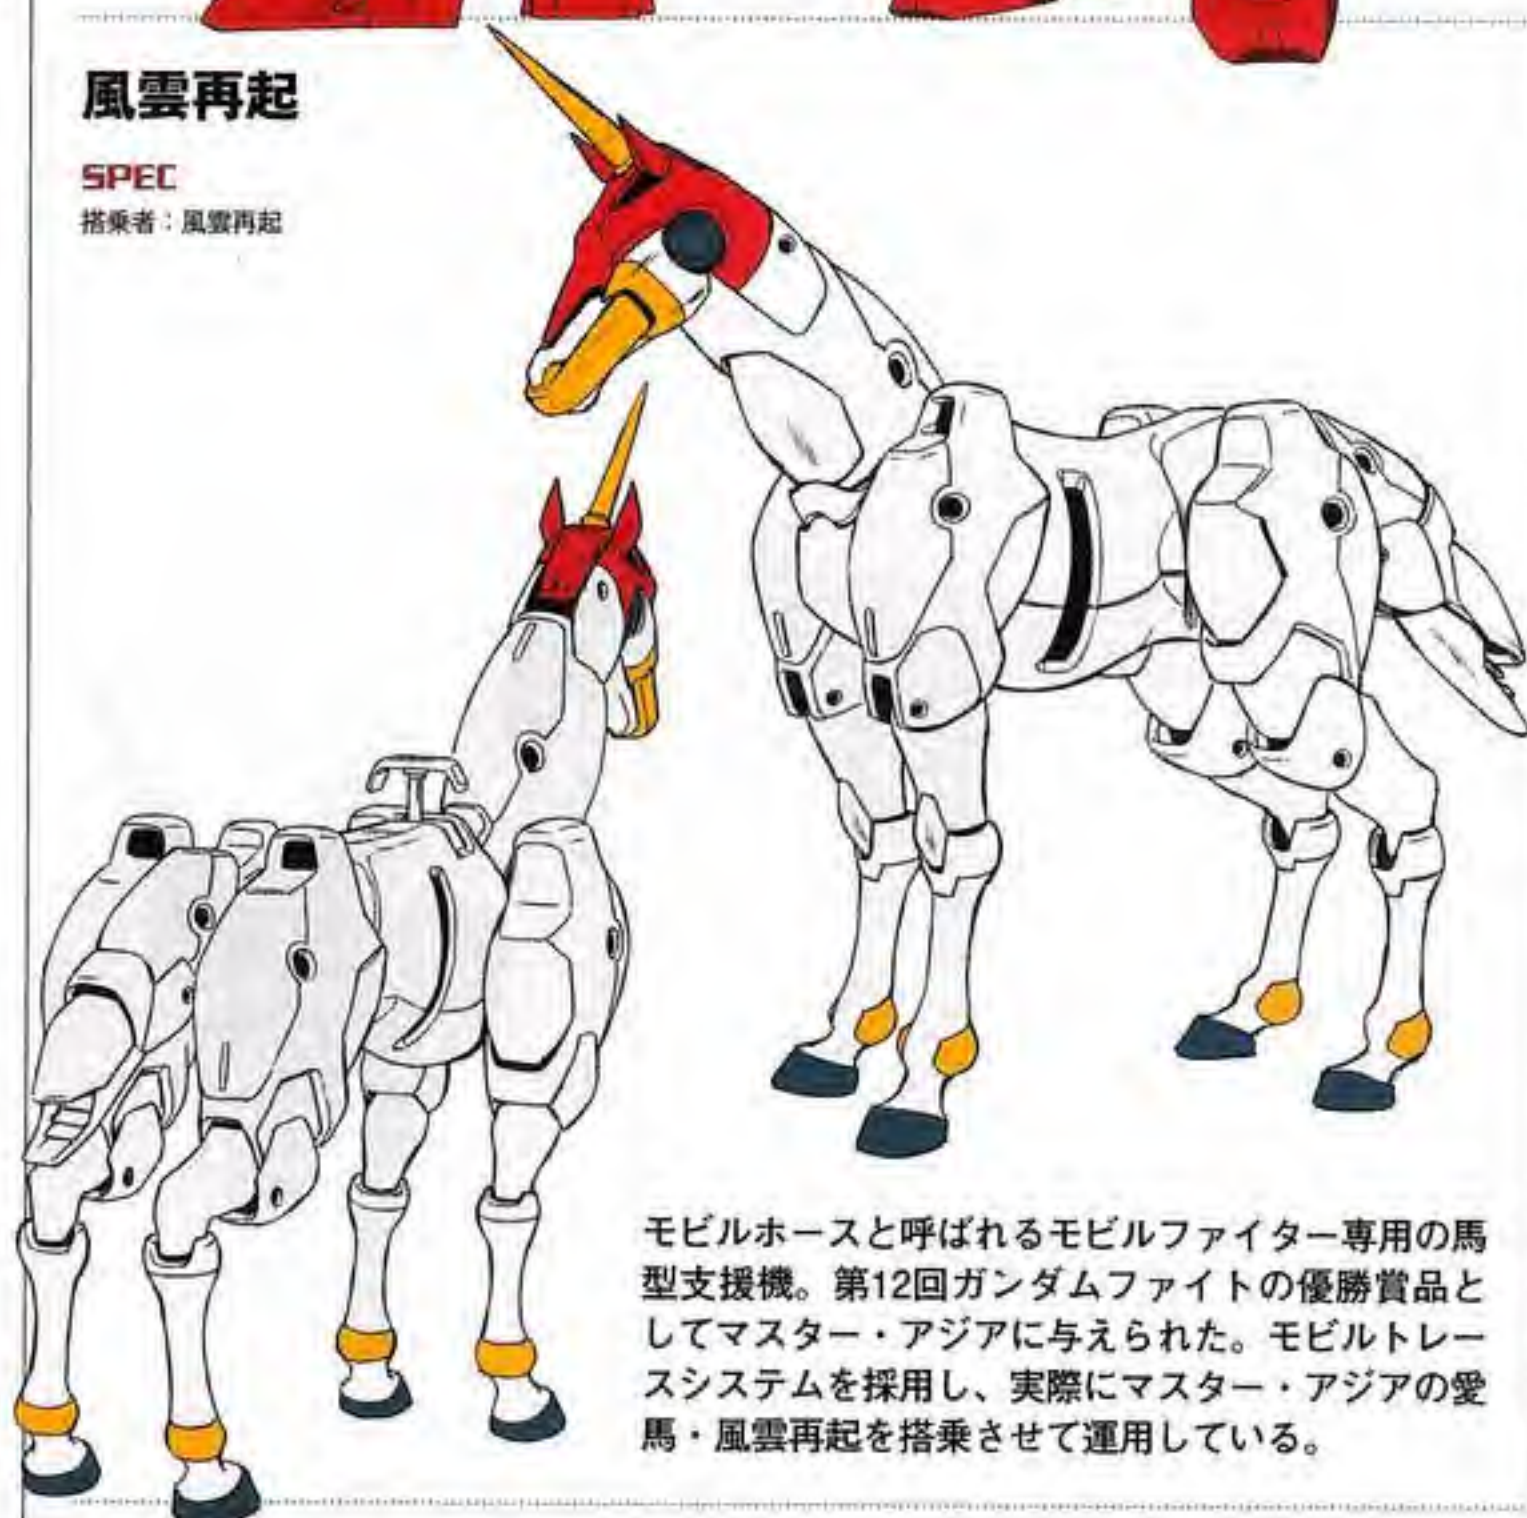 風雲再起
SPEC
搭乗者：風雲再起
モビルホースと呼ばれるモビルファイター専用の馬
型支援機。第12回ガンダムファイトの優勝賞品と
してマスター・アジアに与えられた。モビルトレー
スシステムを採用し、実際にマスター・アジアの愛
馬・風雲再起を搭乗させて運用している。